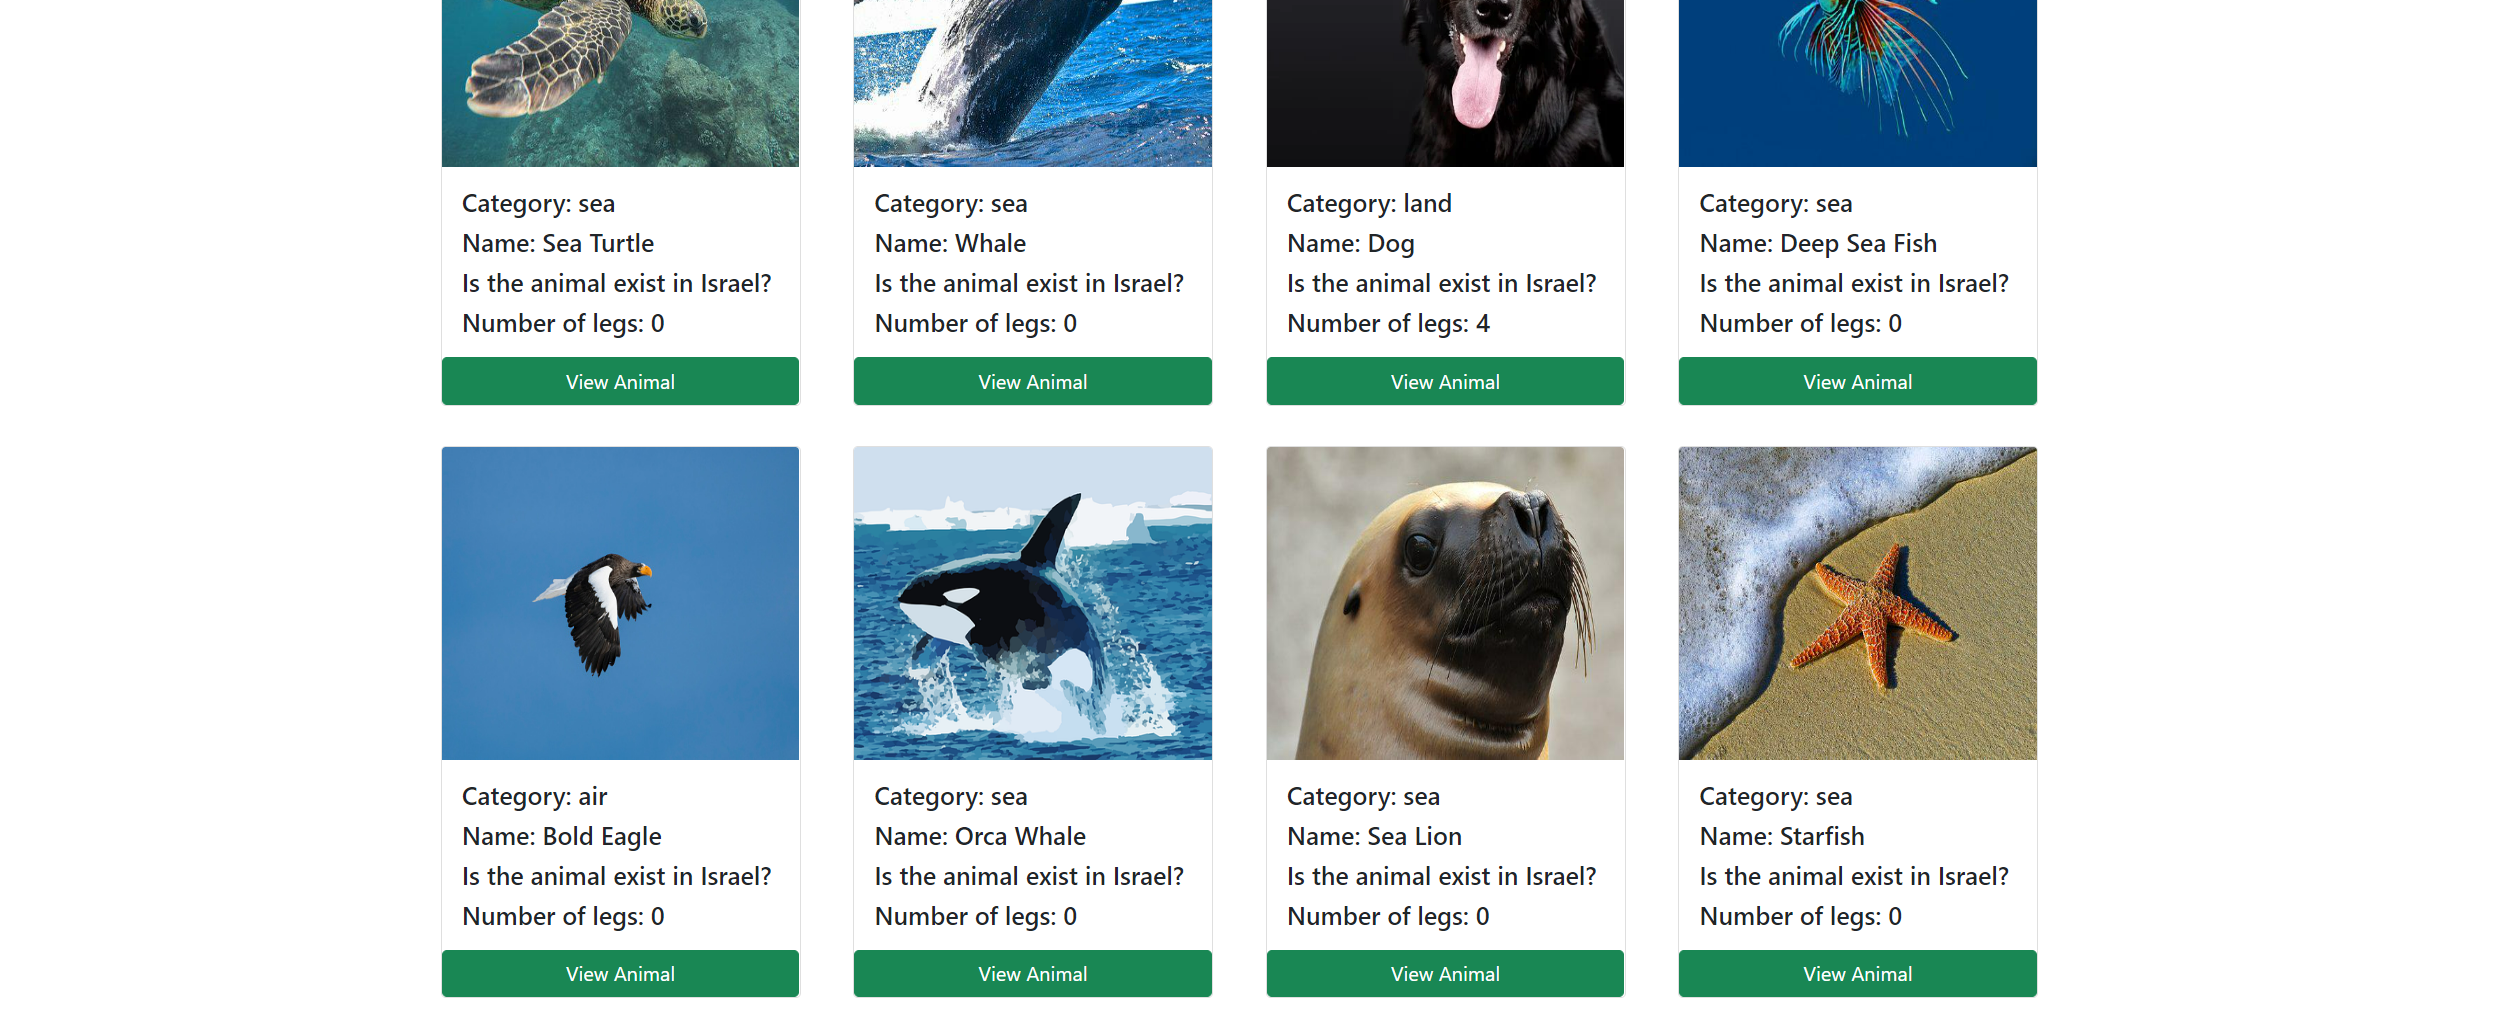 Category: sea
Name: Sea Turtle
Is the animal exist in Israel?
Number of legs: 0
View Animal
Category: sea
Name: Whale
Is the animal exist in Israel?
Number of legs: 0
View Animal
Category: land
Name: Dog
Is the animal exist in Israel?
Number of legs: 4
View Animal
Category: sea
Name: Deep Sea Fish
Is the animal exist in Israel?
Number of legs: 0
View Animal
Category: air
Name: Bold Eagle
Is the animal exist in Israel?
Number of legs: 0
View Animal
Category: sea
Name: Orca Whale
Is the animal exist in Israel?
Number of legs: 0
View Animal
Category: sea
Name: Sea Lion
Is the animal exist in Israel?
Number of legs: 0
View Animal
Category: sea
Name: Starfish
Is the animal exist in Israel?
Number of legs: 0
View Animal